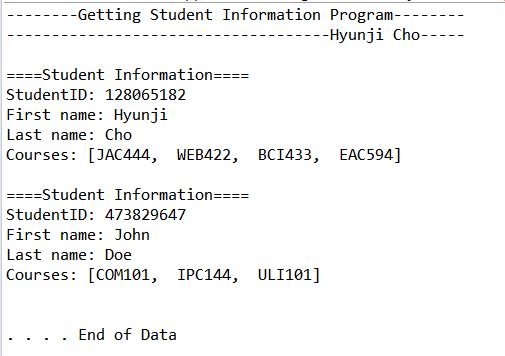 --------Getting Student Information Program--------
---------------------------------Hyunji Cho-----
====Student Information====
StudentID: 128065182
First name: Hyunji
Last name: Cho
Courses: [JAC444,  WEB422,  BCI433,  EAC594]
====Student Information====
StudentID: 473829647
First name: John
Last name: Doe
Courses: [COM101,  IPC144,  ULI101]
. . . . End of Data